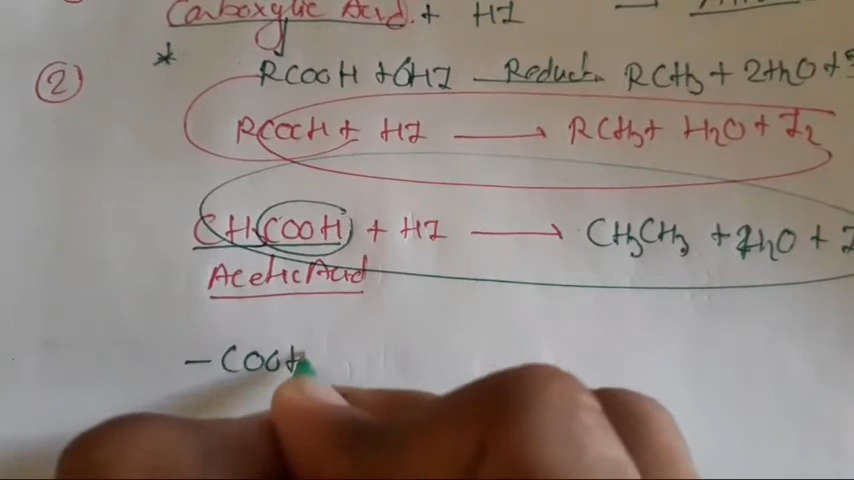 Carboxylic Acid. + HI →
② * RCOOH + 6HI Reduct→ RCH3 + 2H2O +
RCOOH + HI → RCH3 + H2O + I2
CH3COOH + HI → CH3CH3 + H2O + I
Acetic Acid
- COOH